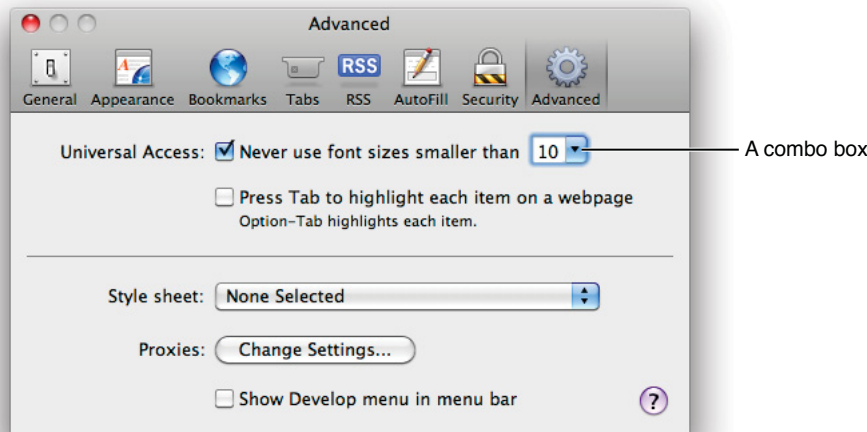 Advanced
RSS
General Appearance Bookmarks Tabs RSS AutoFill Security Advanced
Universal Access: Never use font sizes smaller than 10
A combo box
Press Tab to highlight each item on a webpage
Option-Tab highlights each item.
Style sheet: None Selected
Proxies: Change Settings...
Show Develop menu in menu bar
?